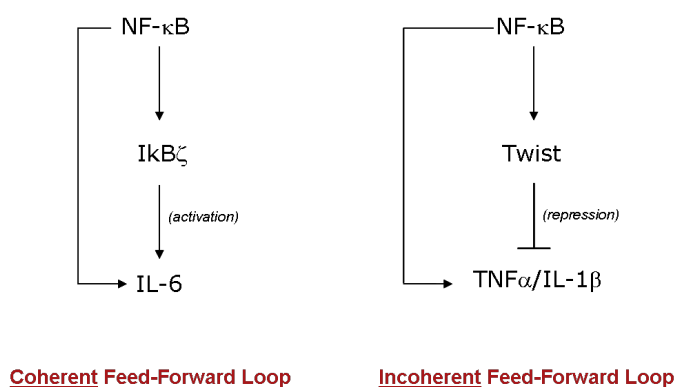 NF-κB
IkBζ
(activation)
IL-6
Coherent Feed-Forward Loop
NF-κB
Twist
(repression)
TNFα/IL-1β
Incoherent Feed-Forward Loop